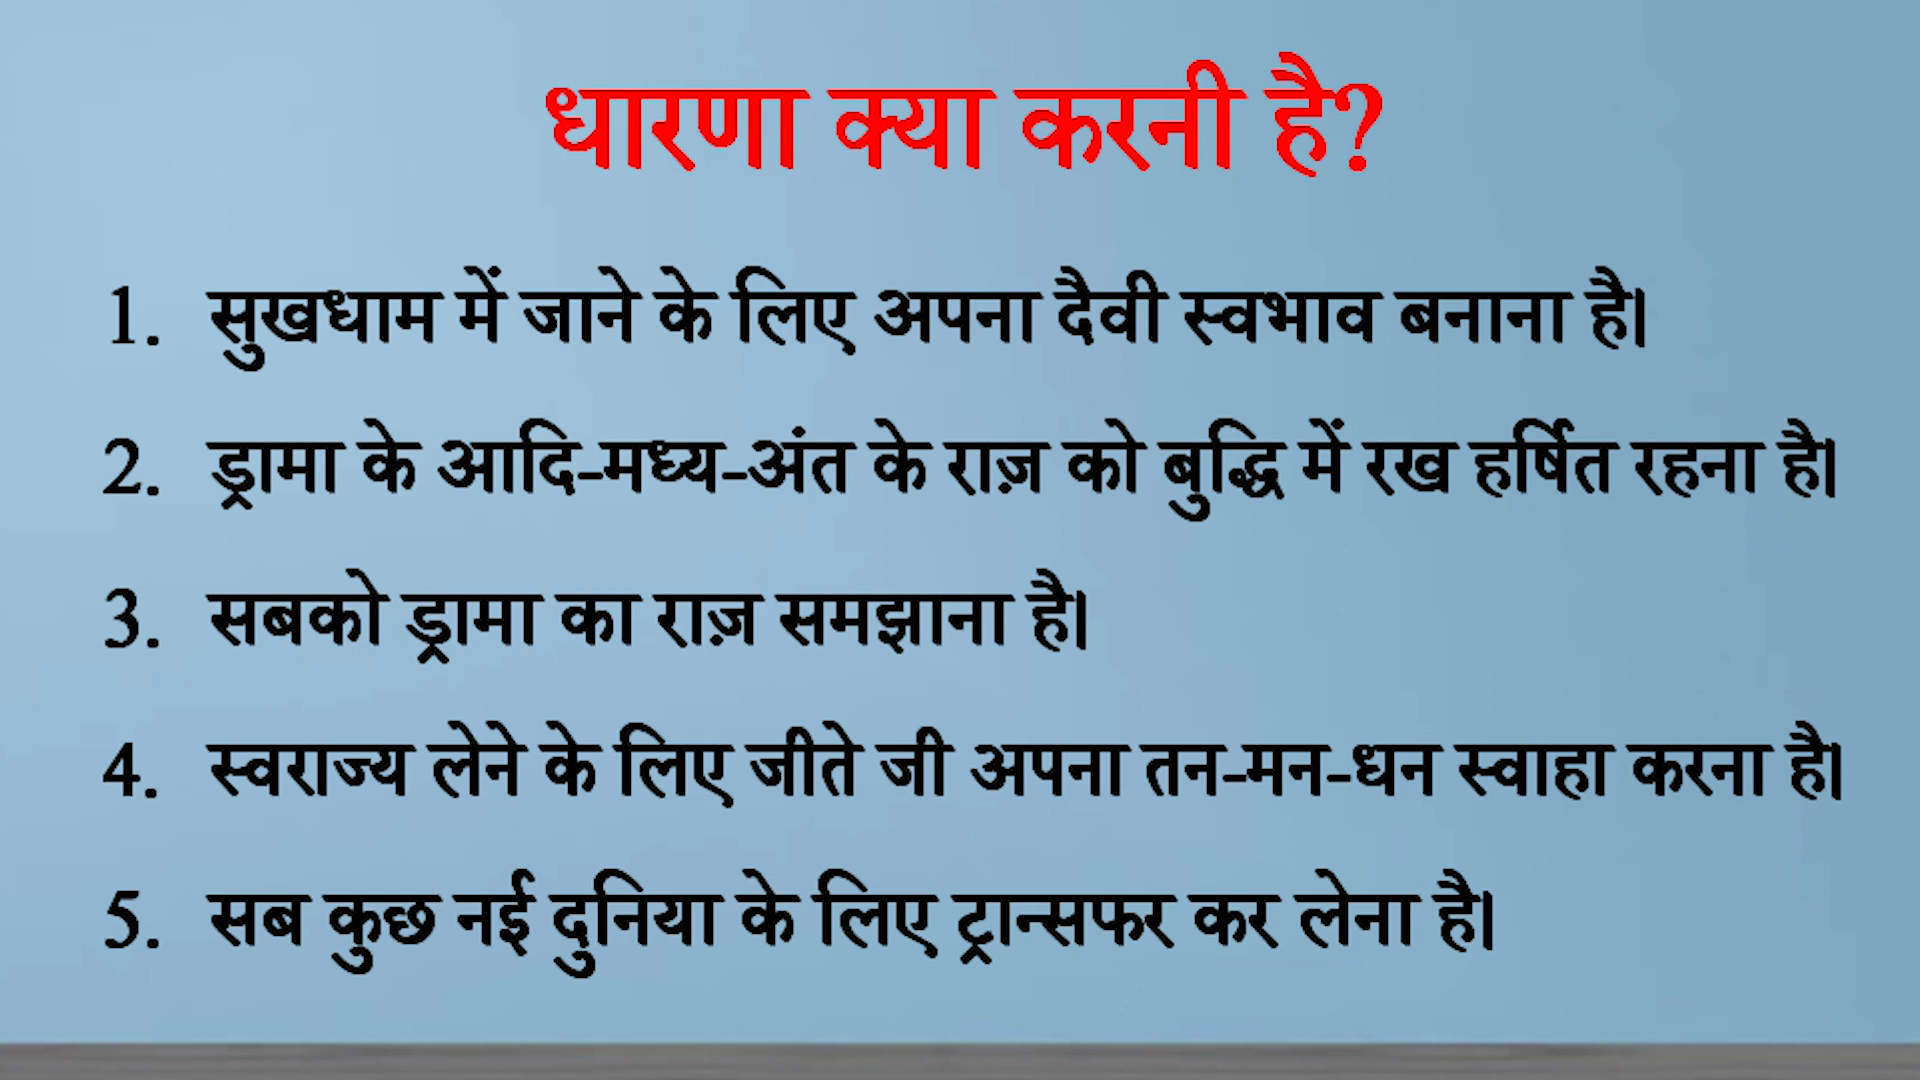 धारणा क्या करनी है?
1. सुखधाम में जाने के लिए अपना दैवी स्वभाव बनाना है।
2. ड्रामा के आदि-मध्य-अंत के राज़ को बुद्धि में रख हर्षित रहना है।
3. सबको ड्रामा का राज़ समझाना है।
4. स्वराज्य लेने के लिए जीते जी अपना तन-मन-धन स्वाहा करना है।
5. सब कुछ नई दुनिया के लिए ट्रान्सफर कर लेना है।